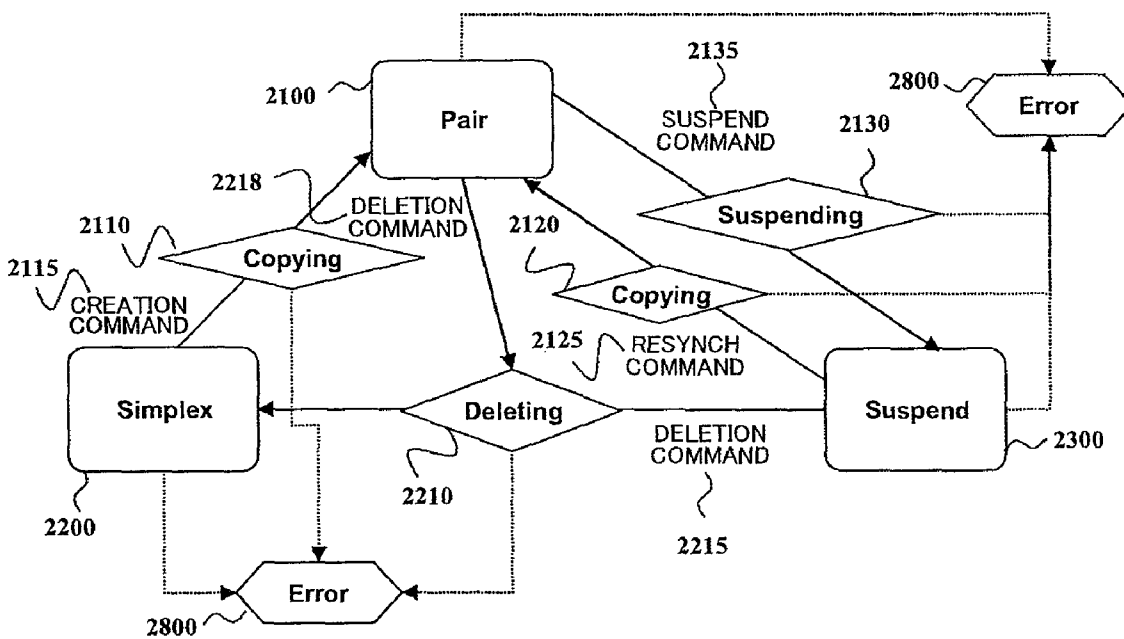 2135
2100
Pair
SUSPEND
COMMAND
2800
Error
2130
2218
DELETION
COMMAND
2110
Copying
2120
Suspending
2115
CREATION
COMMAND
Copying
2125
RESYNCH
COMMAND
Simplex
Deleting
Suspend
DELETION
COMMAND
2300
2200
2210
2215
Error
2800